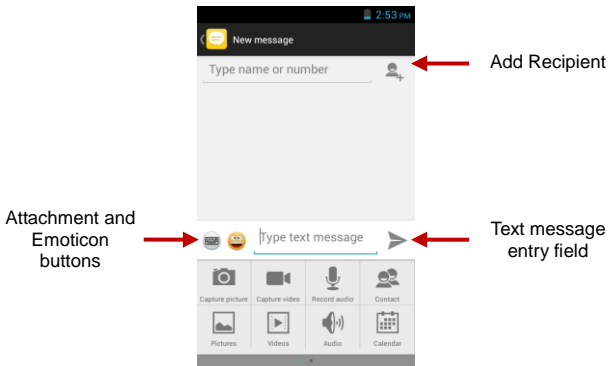 2:53 PM
New message
Type name or number
Add Recipient
Attachment and
Emoticon
buttons
Type text message
Text message
entry field
Capture picture
Capture video
Record audio
Contact
Pictures
Videos
Audio
Calendar